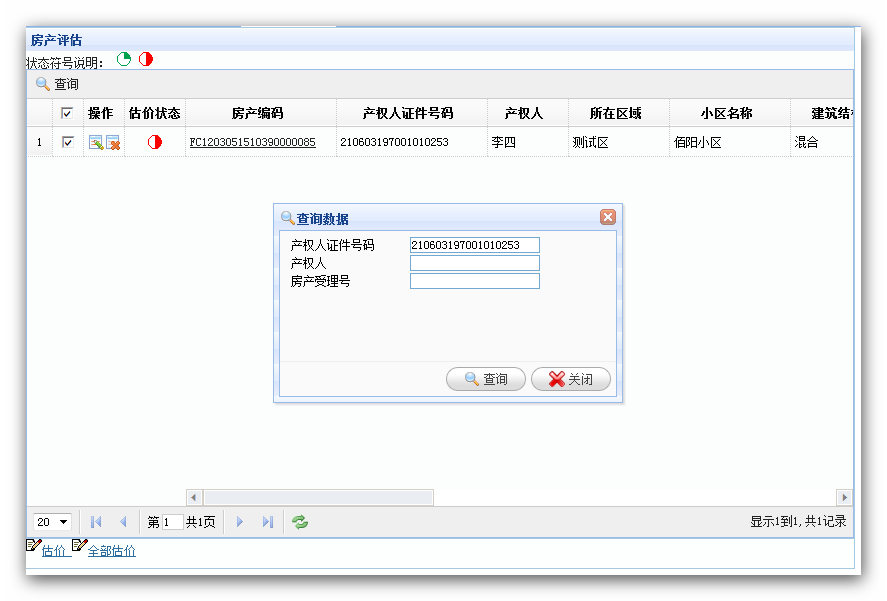 房产评估
状态符号说明：
查询
操作 估价状态 房产编码 产权人证件号码 产权人 所在区域 小区名称 建筑结构
1 FC1203051510390000085 210603197001010253 李四 测试区 佰阳小区 混合
查询数据
产权人证件号码 210603197001010253
产权人
房产受理号
查询 关闭
20 第 1 共1页 显示1到1,共1记录
估价 全部估价